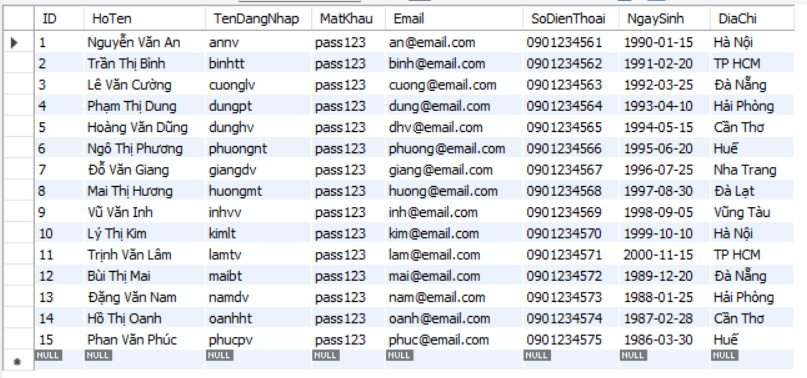 ID HoTen TenDangNhap MatKhau Email SoDienThoai NgaySinh DiaChi
1 Nguyễn Văn An annv pass123 an@email.com 0901234561 1990-01-15 Hà Nội
2 Trần Thị Bình binhtt pass123 binh@email.com 0901234562 1991-02-20 TP HCM
3 Lê Văn Cường cuonglv pass123 cuong@email.com 0901234563 1992-03-25 Đà Nẵng
4 Phạm Thị Dung dungpt pass123 dung@email.com 0901234564 1993-04-10 Hải Phòng
5 Hoàng Văn Dũng dunghv pass123 dhv@email.com 0901234565 1994-05-15 Cần Thơ
6 Ngô Thị Phương phuongnt pass123 phuong@email.com 0901234566 1995-06-20 Huế
7 Đỗ Văn Giang giangdv pass123 giang@email.com 0901234567 1996-07-25 Nha Trang
8 Mai Thị Hương huongmt pass123 huong@email.com 0901234568 1997-08-30 Đà Lạt
9 Vũ Văn Inh inhvv pass123 inh@email.com 0901234569 1998-09-05 Vũng Tàu
10 Lý Thị Kim kimlt pass123 kim@email.com 0901234570 1999-10-10 Hà Nội
11 Trịnh Văn Lâm lamtv pass123 lam@email.com 0901234571 2000-11-15 TP HCM
12 Bùi Thị Mai maibt pass123 mai@email.com 0901234572 1989-12-20 Đà Nẵng
13 Đặng Văn Nam namdv pass123 nam@email.com 0901234573 1988-01-25 Hải Phòng
14 Hồ Thị Oanh oanhht pass123 oanh@email.com 0901234574 1987-02-28 Cần Thơ
15 Phan Văn Phúc phucpv pass123 phuc@email.com 0901234575 1986-03-30 Huế
NULL NULL NULL NULL NULL NULL NULL NULL